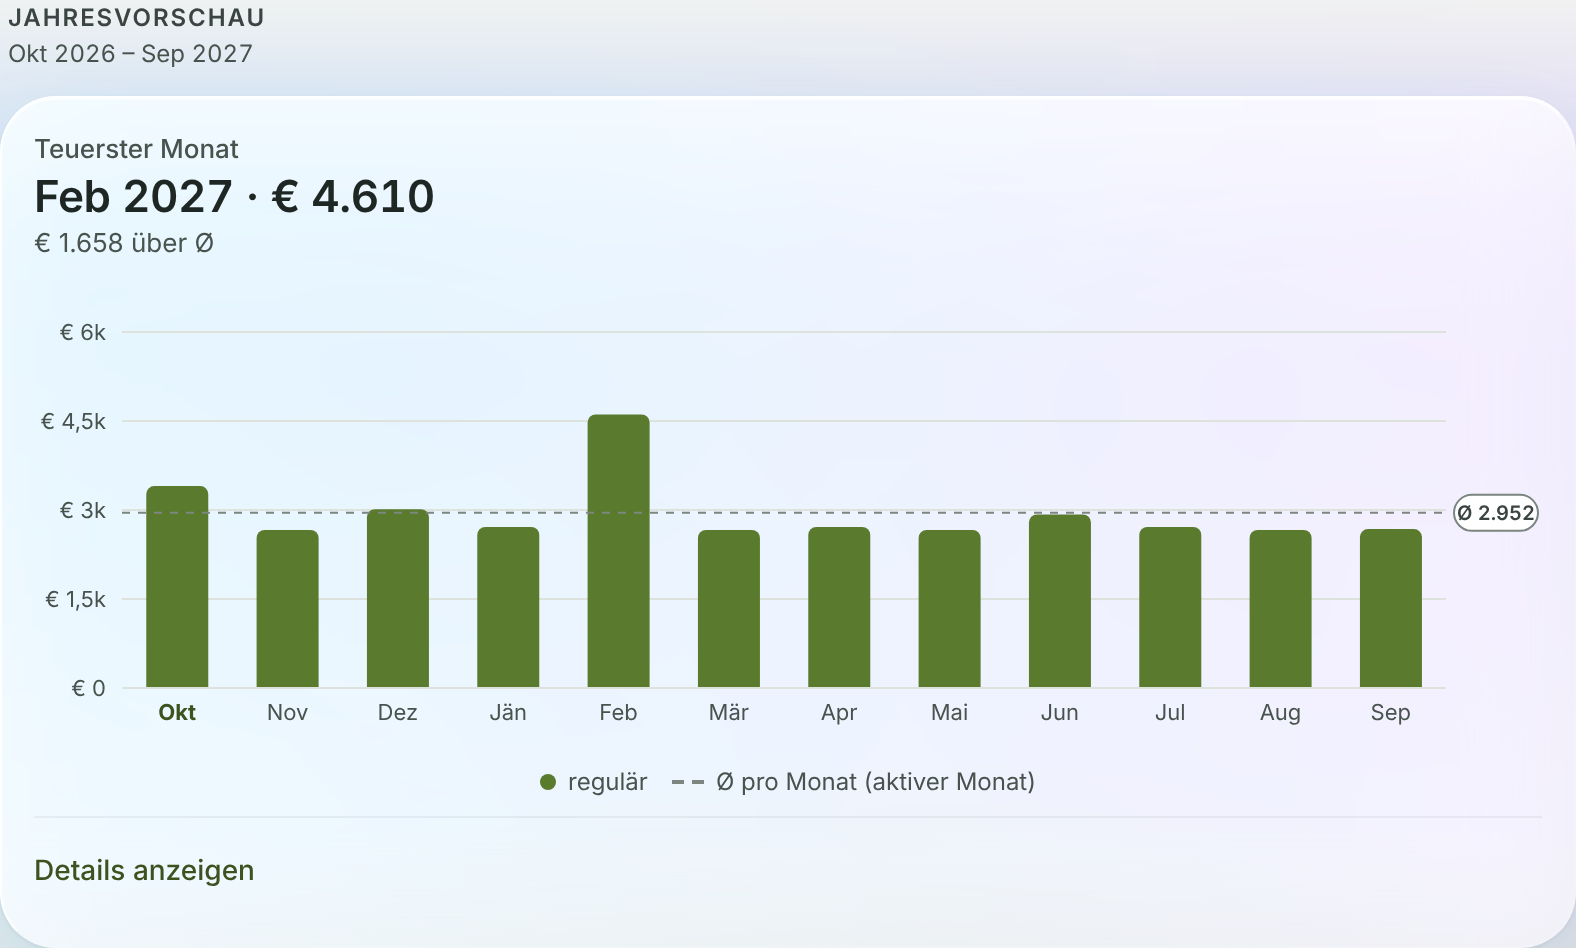 JAHRESVORSCHAU
Okt 2026 – Sep 2027
Teuerster Monat
Feb 2027 · € 4.610
€ 1.658 über Ø
€ 6k
€ 4,5k
€ 3k
Ø 2.952
€ 1,5k
€ 0
Okt Nov Dez Jän Feb Mär Apr Mai Jun Jul Aug Sep
regulär Ø pro Monat (aktiver Monat)
Details anzeigen